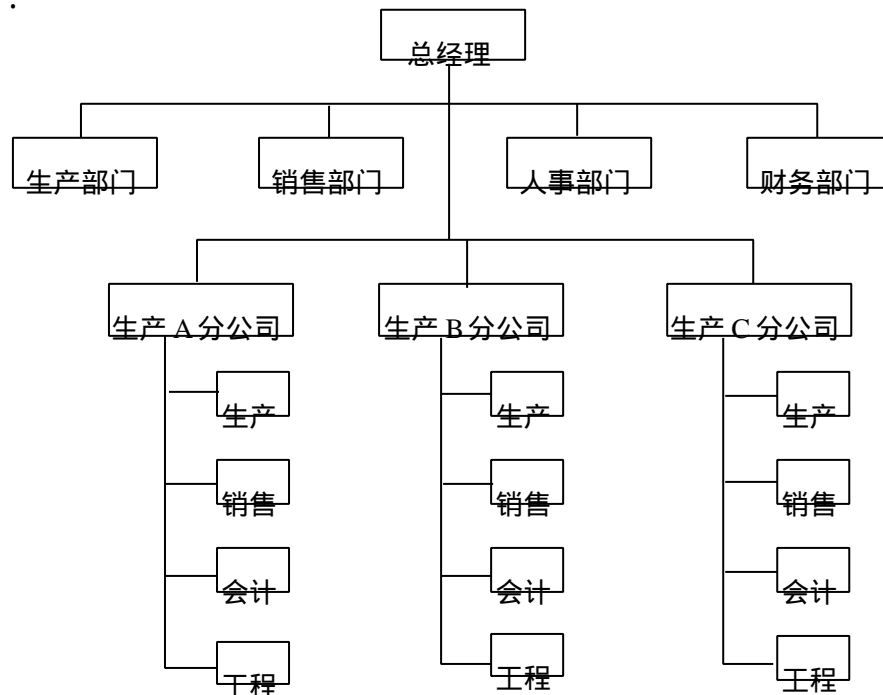 总经理
生产部门 销售部门 人事部门 财务部门
生产 A 分公司 生产 B 分公司 生产 C 分公司
生产 生产 生产
销售 销售 销售
会计 会计 会计
工程 工程 工程